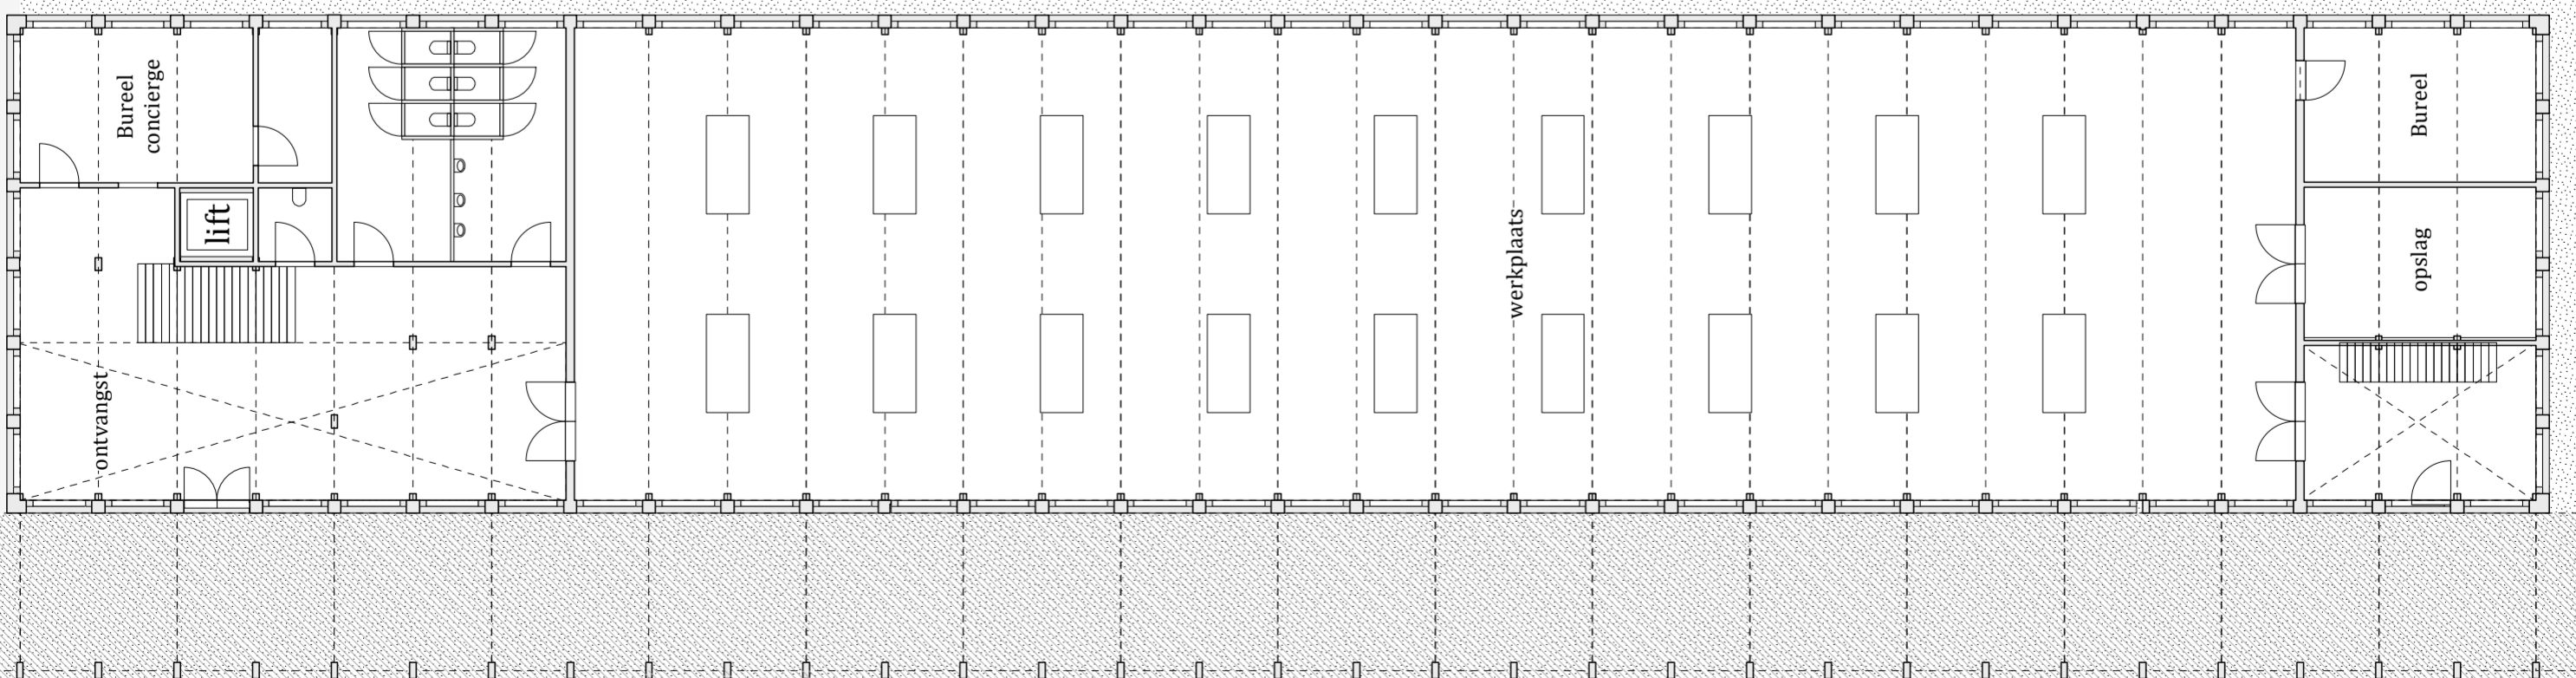 Bureel
concierge
lift
ontvangst
werkplaats
Bureel
opslag